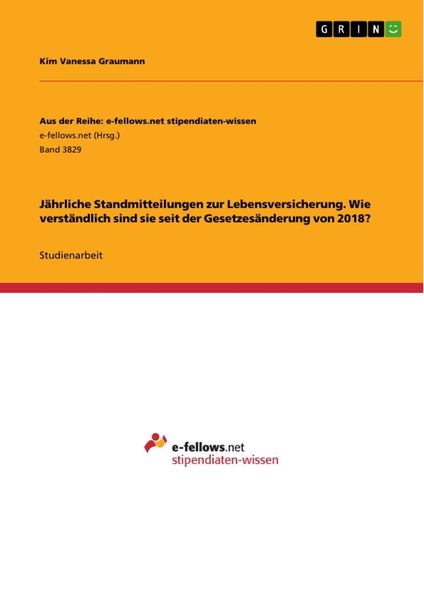 GRIN
Kim Vanessa Graumann
Aus der Reihe: e-fellows.net stipendiaten-wissen
e-fellows.net (Hrsg.)
Band 3829
Jährliche Standmitteilungen zur Lebensversicherung. Wie
verständlich sind sie seit der Gesetzesänderung von 2018?
Studienarbeit
e-fellows.net
stipendiaten-wissen